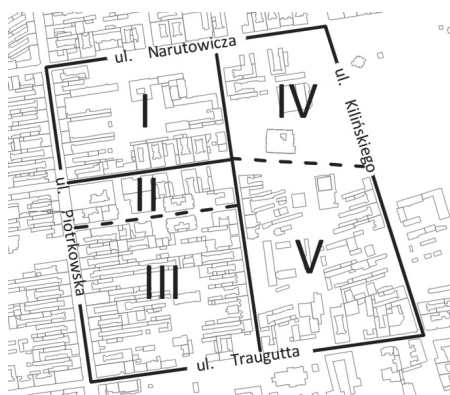 ul. Narutowicza
I
IV
ul. Kilińskiego
II
ul. Piotrkowska
III
V
ul. Traugutta